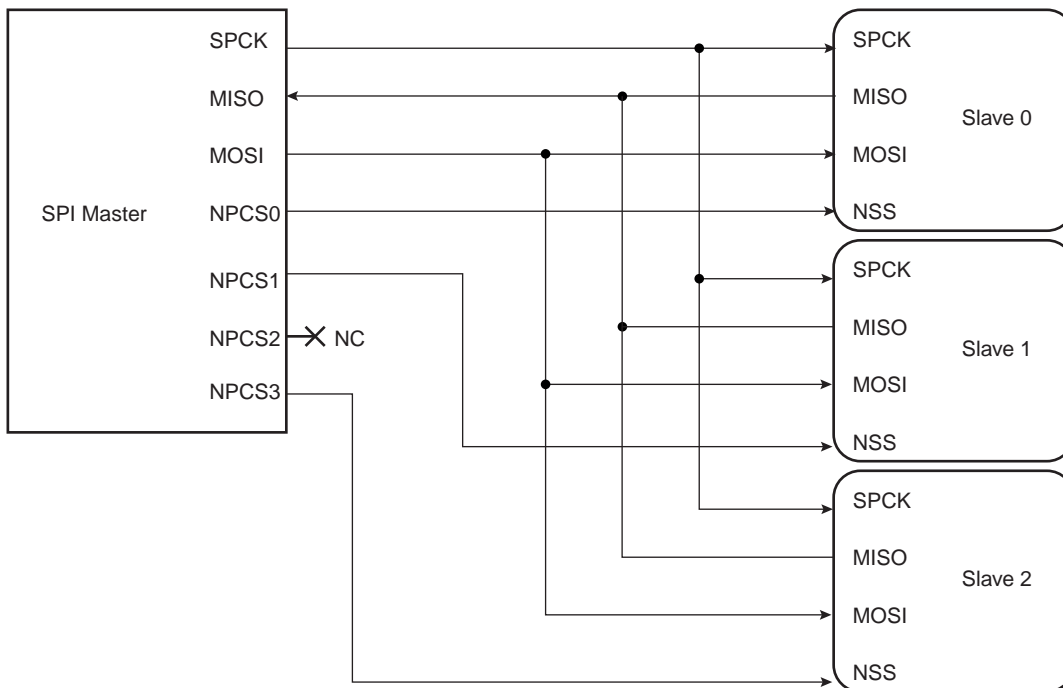 SPI Master
SPCK
MISO
MOSI
NPCS0
NPCS1
NPCS2
NC
NPCS3
SPCK
MISO
Slave 0
MOSI
NSS
SPCK
MISO
Slave 1
MOSI
NSS
SPCK
MISO
Slave 2
MOSI
NSS